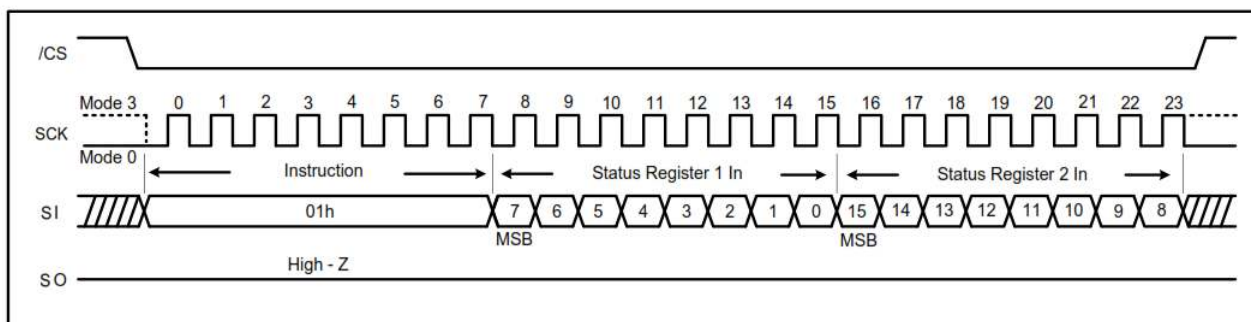 /CS
Mode 3 0 1 2 3 4 5 6 7 8 9 10 11 12 13 14 15 16 17 18 19 20 21 22 23
SCK
Mode 0
Instruction Status Register 1 In Status Register 2 In
SI 01h 7 6 5 4 3 2 1 0 15 14 13 12 11 10 9 8
MSB MSB
High - Z
SO